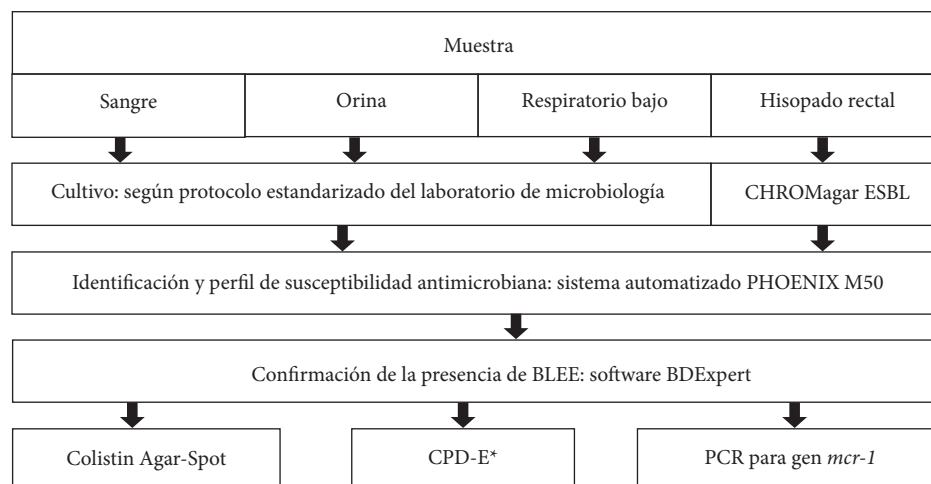 Muestra
Sangre
Orina
Respiratorio bajo
Hisopado rectal
Cultivo: según protocolo estandarizado del laboratorio de microbiología
CHROMagar ESBL
Identificación y perfil de susceptibilidad antimicrobiana: sistema automatizado PHOENIX M50
Confirmación de la presencia de BLEE: software BDExpert
Colistin Agar-Spot
CPD-E*
PCR para gen mcr-1